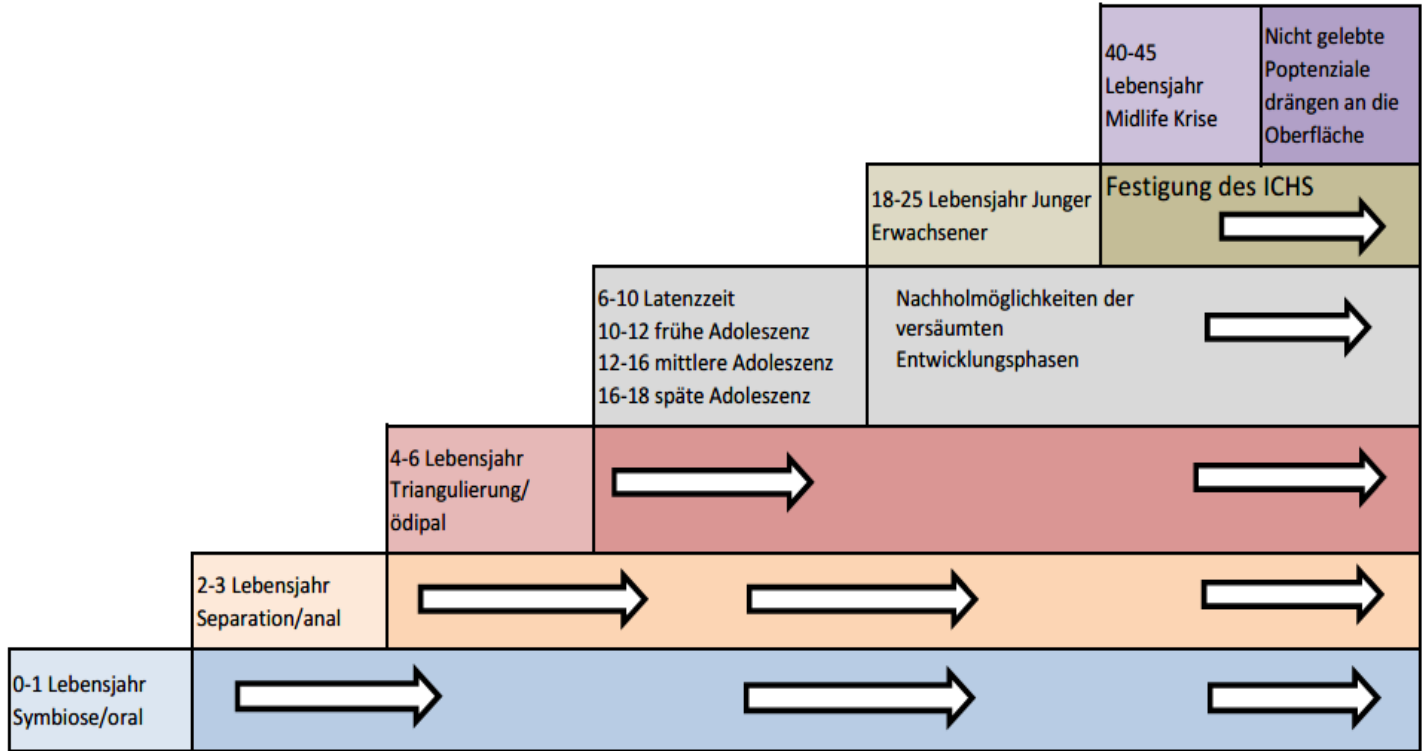 40-45
Lebensjahr
Midlife Krise
Nicht gelebte
Poptenziale
drängen an die
Oberfläche
18-25 Lebensjahr Junger
Erwachsener
Festigung des ICHS
6-10 Latenzzeit
10-12 frühe Adoleszenz
12-16 mittlere Adoleszenz
16-18 späte Adoleszenz
Nachholmöglichkeiten der
versäumten
Entwicklungsphasen
4-6 Lebensjahr
Triangulierung/
ödipal
2-3 Lebensjahr
Separation/anal
0-1 Lebensjahr
Symbiose/oral